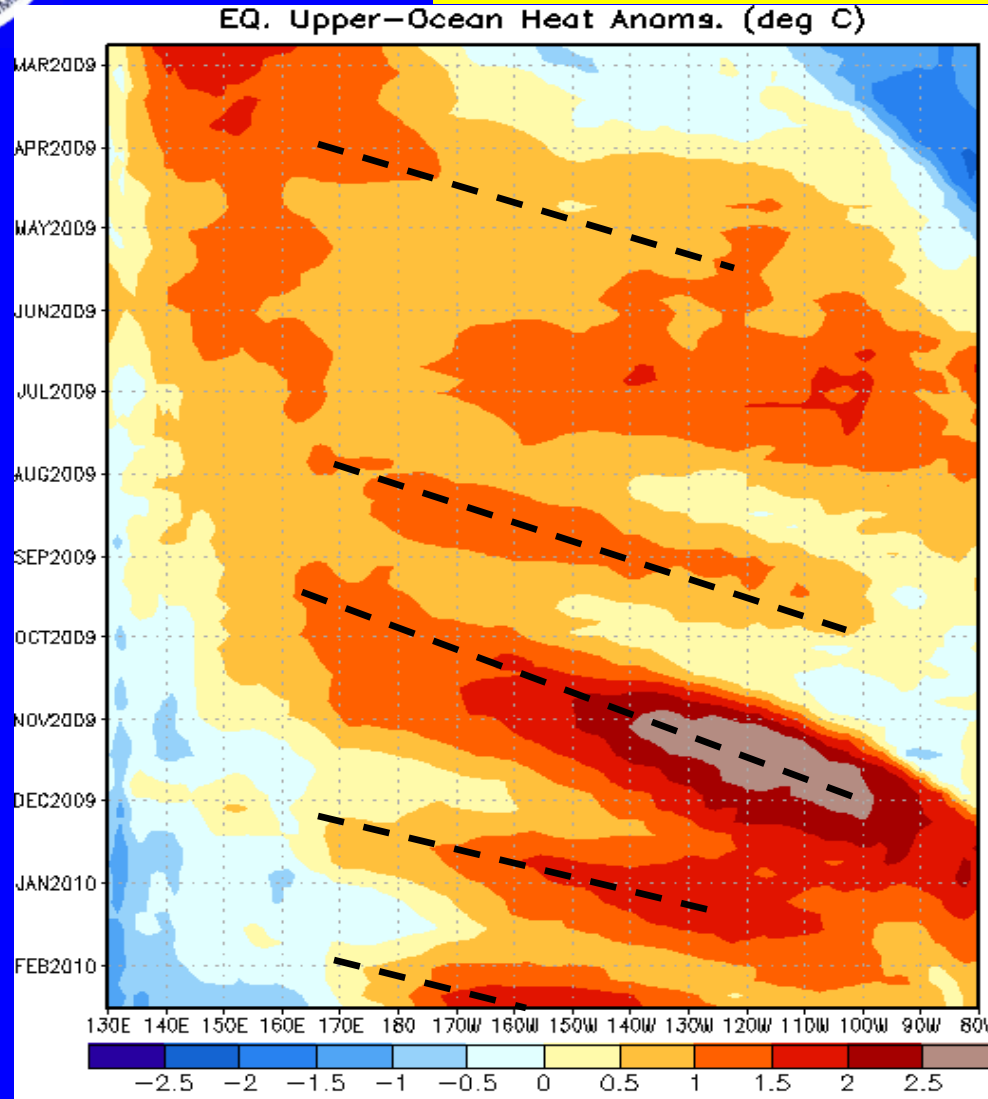 EQ. Upper-Ocean Heat Anoms. (deg C)
MAR2009
APR2009
MAY2009
JUN2009
JUL2009
AUG2009
SEP2009
OCT2009
NOV2009
DEC2009
JAN2010
FEB2010
130E 140E 150E 160E 170E 180 170W 160W 150W 140W 130W 120W 110W 100W 90W 80W
-2.5 -2 -1.5 -1 -0.5 0 0.5 1 1.5 2 2.5